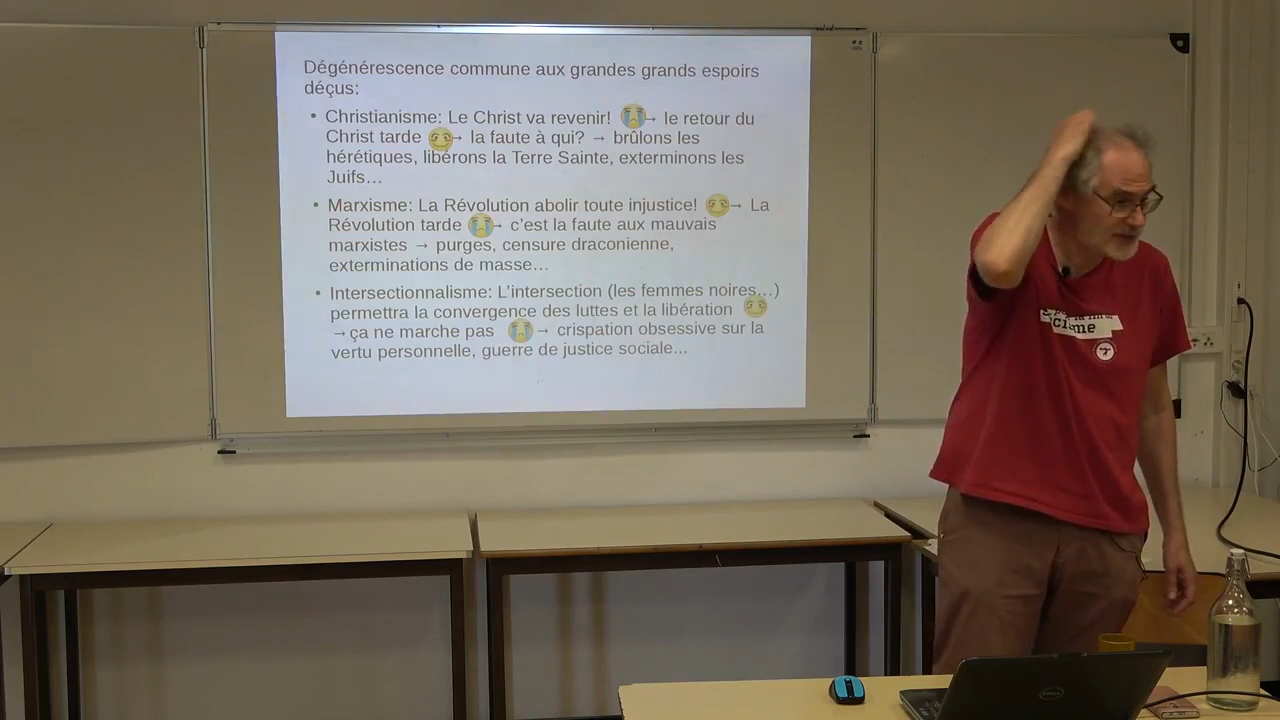 Dégénérescence commune aux grandes grands espoirs
déçus:
• Christianisme: Le Christ va revenir! → le retour du
Christ tarde → la faute à qui? → brûlons les
hérétiques, libérons la Terre Sainte, exterminons les
Juifs…
• Marxisme: La Révolution abolir toute injustice! → La
Révolution tarde → c'est la faute aux mauvais
marxistes → purges, censure draconienne,
exterminations de masse…
• Intersectionnalisme: L'intersection (les femmes noires…)
permettra la convergence des luttes et la libération
→ça ne marche pas → crispation obsessive sur la
vertu personnelle, guerre de justice sociale...
DELL